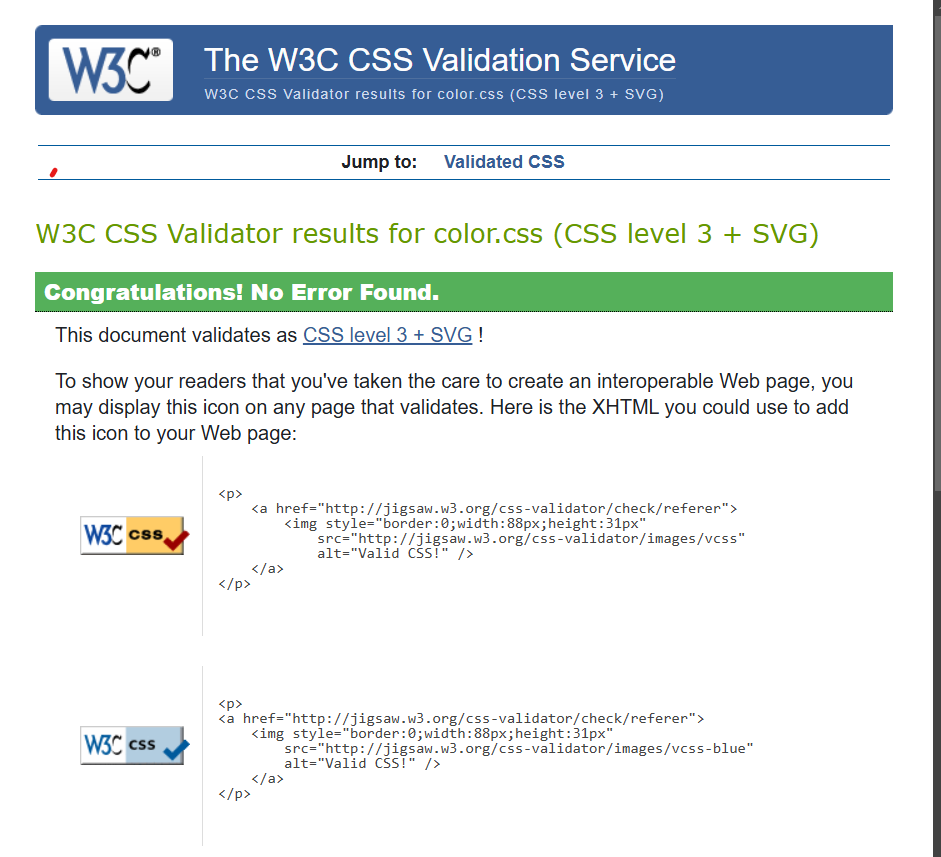 W3C®
The W3C CSS Validation Service
W3C CSS Validator results for color.css (CSS level 3 + SVG)
Jump to: Validated CSS
W3C CSS Validator results for color.css (CSS level 3 + SVG)
Congratulations! No Error Found.
This document validates as CSS level 3 + SVG !
To show your readers that you've taken the care to create an interoperable Web page, you
may display this icon on any page that validates. Here is the XHTML you could use to add
this icon to your Web page:
W3C css
<p>
    <a href="http://jigsaw.w3.org/css-validator/check/referer">
        <img style="border:0;width:88px;height:31px"
            src="http://jigsaw.w3.org/css-validator/images/vcss"
            alt="Valid CSS!" />
    </a>
</p>
W3C css
<p>
<a href="http://jigsaw.w3.org/css-validator/check/referer">
    <img style="border:0;width:88px;height:31px"
        src="http://jigsaw.w3.org/css-validator/images/vcss-blue"
        alt="Valid CSS!" />
    </a>
</p>